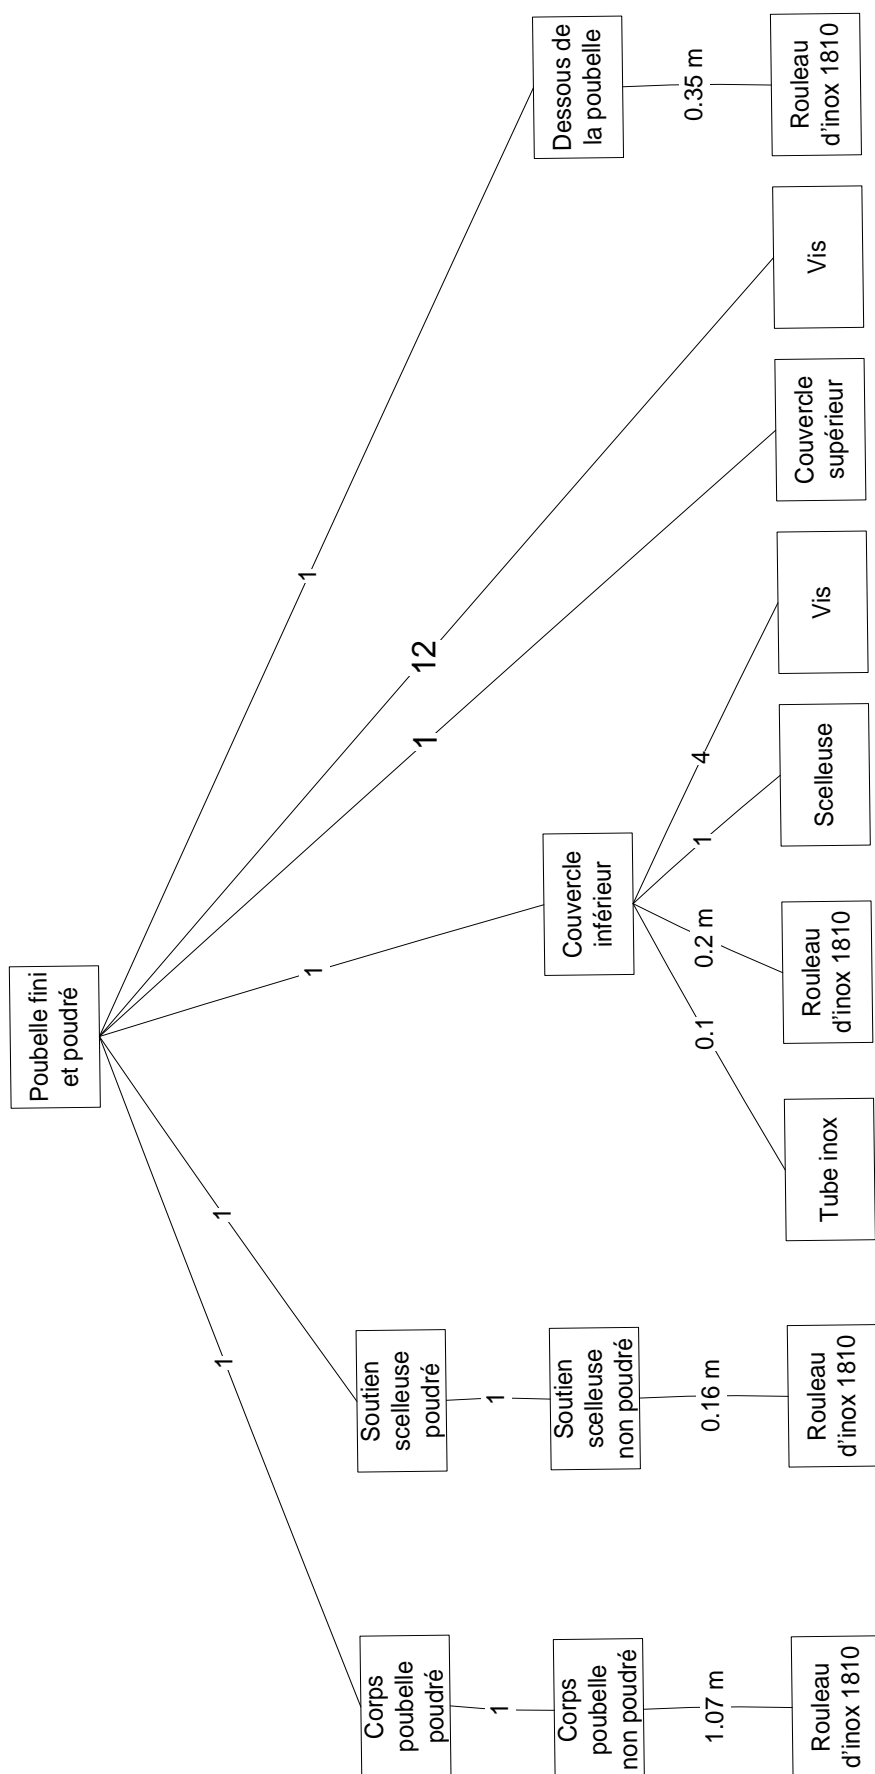 Poubelle fini
et poudré
1
1
1
1
12
1
Corps
poubelle
poudré
Soutien
scelleuse
poudré
1
1
Corps
poubelle
non poudré
Soutien
scelleuse
non poudré
Couvercle
inférieur
Dessous de
la poubelle
1.07 m
0.16 m
0.1
0.2 m
1
4
0.35 m
Rouleau
d'inox 1810
Rouleau
d'inox 1810
Tube inox
Rouleau
d'inox 1810
Scelleuse
Vis
Couvercle
supérieur
Vis
Rouleau
d'inox 1810